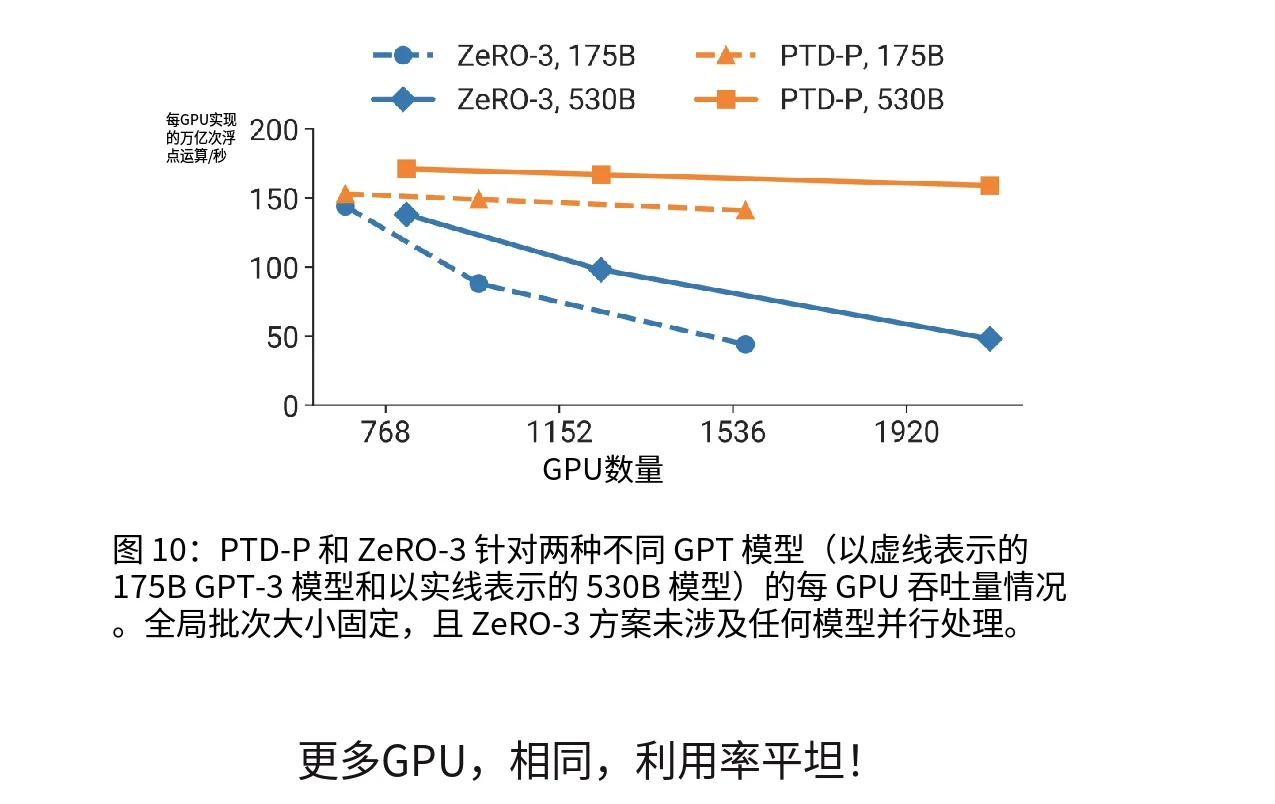 ZeRO-3, 175B
PTD-P, 175B
ZeRO-3, 530B
PTD-P, 530B
每GPU实现
的万亿次浮
点运算/秒
200
150
100
50
0
768
1152
1536
1920
GPU数量
图 10：PTD-P 和 ZeRO-3 针对两种不同 GPT 模型（以虚线表示的
175B GPT-3 模型和以实线表示的 530B 模型）的每 GPU 吞吐量情况
。全局批次大小固定，且 ZeRO-3 方案未涉及任何模型并行处理。
更多GPU，相同，利用率平坦！